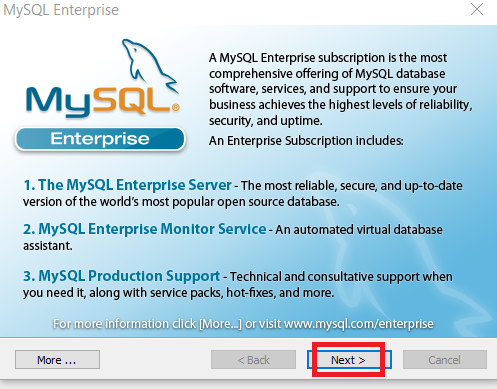 MySQL Enterprise
A MySQL Enterprise subscription is the most
comprehensive offering of MySQL database
software, services, and support to ensure your
business achieves the highest levels of reliability,
security, and uptime.
An Enterprise Subscription includes:
MySQL®
Enterprise
1. The MySQL Enterprise Server - The most reliable, secure, and up-to-date
version of the world's most popular open source database.
2. MySQL Enterprise Monitor Service - An automated virtual database
assistant.
3. MySQL Production Support - Technical and consultative support when
you need it, along with service packs, hot-fixes, and more.
For more information click [More...] or visit www.mysql.com/enterprise
More ...
< Back
Next >
Cancel